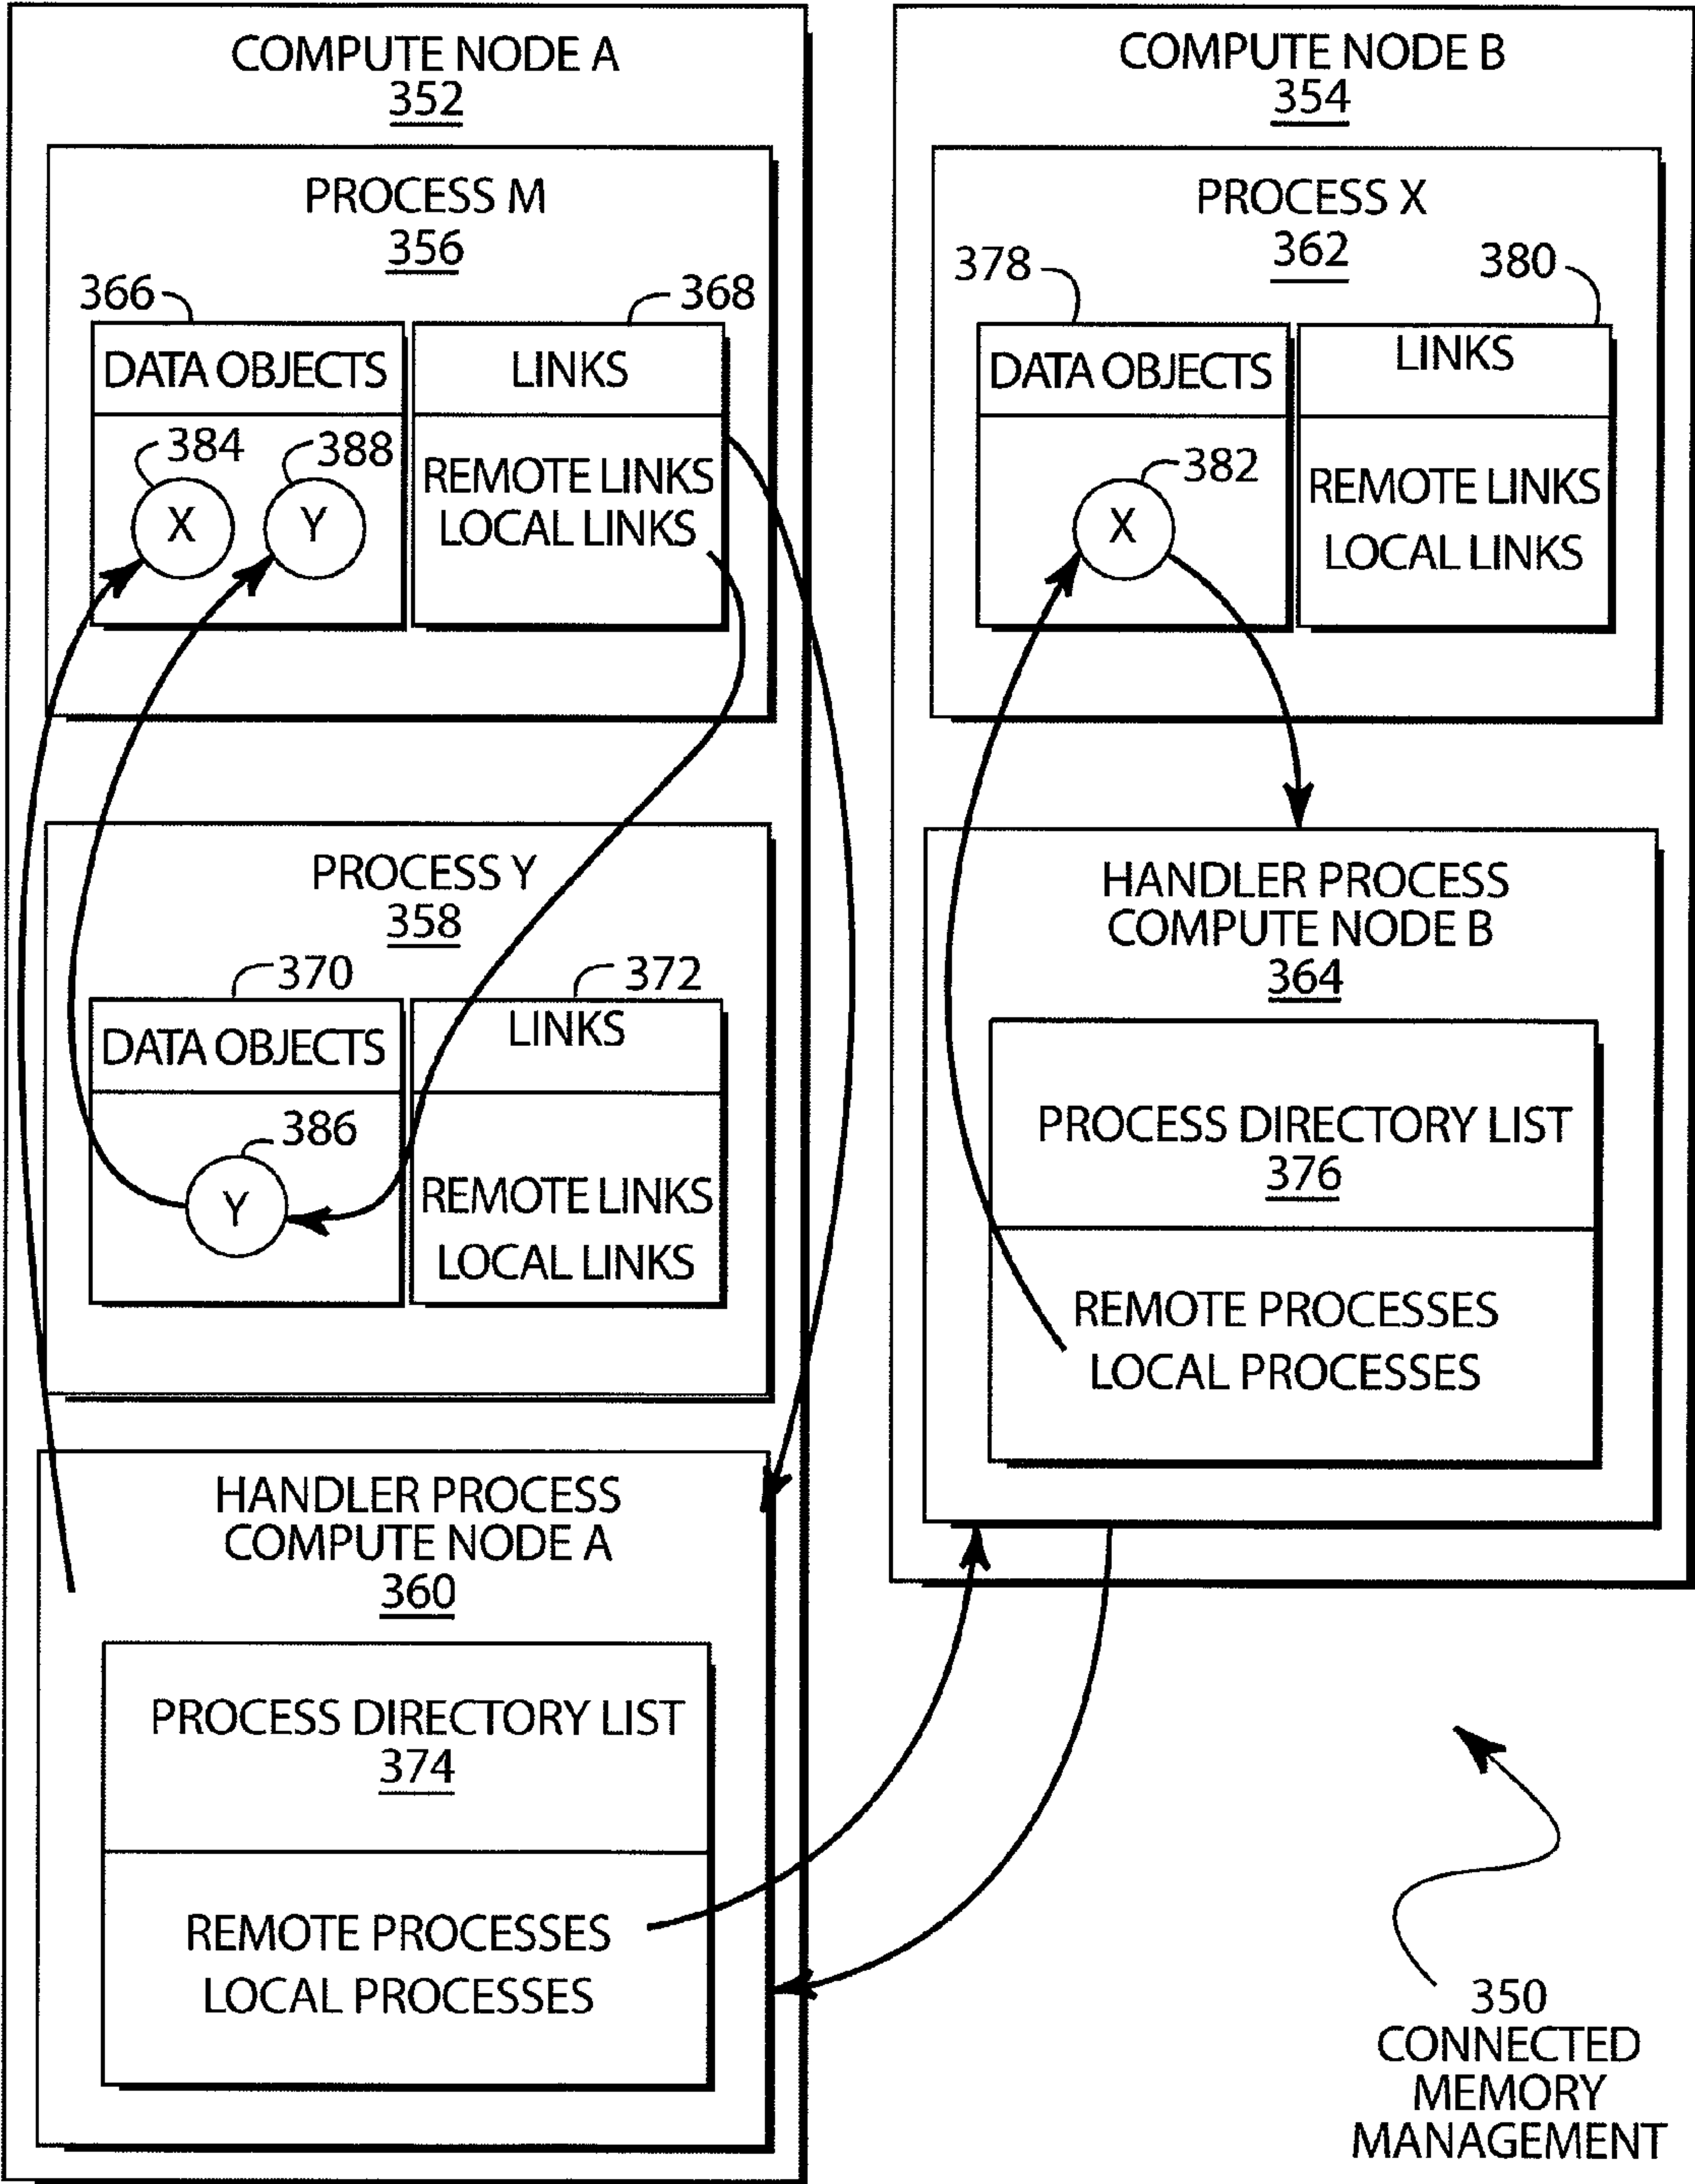 COMPUTE NODE A
352
PROCESS M
356
366
368
DATA OBJECTS
LINKS
384
388
X
Y
REMOTE LINKS
LOCAL LINKS
PROCESS Y
358
370
372
DATA OBJECTS
LINKS
386
Y
REMOTE LINKS
LOCAL LINKS
HANDLER PROCESS
COMPUTE NODE A
360
PROCESS DIRECTORY LIST
374
REMOTE PROCESSES
LOCAL PROCESSES
COMPUTE NODE B
354
PROCESS X
362
378
380
DATA OBJECTS
LINKS
382
X
REMOTE LINKS
LOCAL LINKS
HANDLER PROCESS
COMPUTE NODE B
364
PROCESS DIRECTORY LIST
376
REMOTE PROCESSES
LOCAL PROCESSES
350
CONNECTED
MEMORY
MANAGEMENT